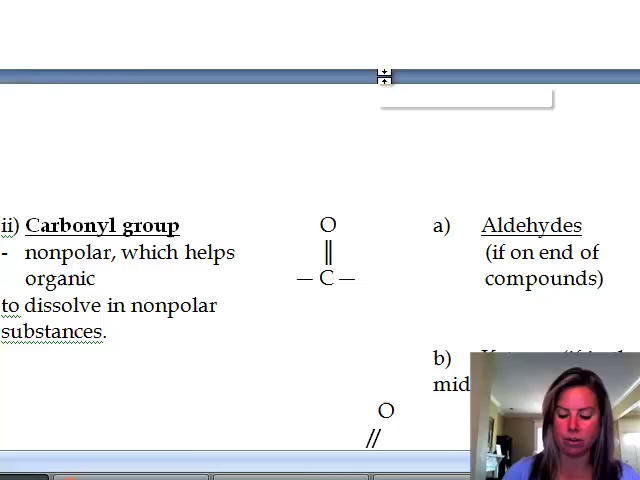 ii) Carbonyl group
- nonpolar, which helps
organic
to dissolve in nonpolar
substances.
O
||
— C —
a) Aldehydes
(if on end of
compounds)
b)
mid
O
//